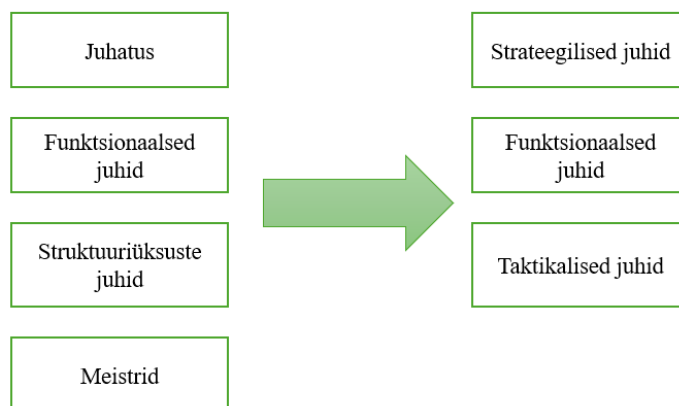 Juhatus
Funktsionaalsed
juhid
Struktuuriüksuste
juhid
Meistrid
Strateegilised juhid
Funktsionaalsed
juhid
Taktikalised juhid